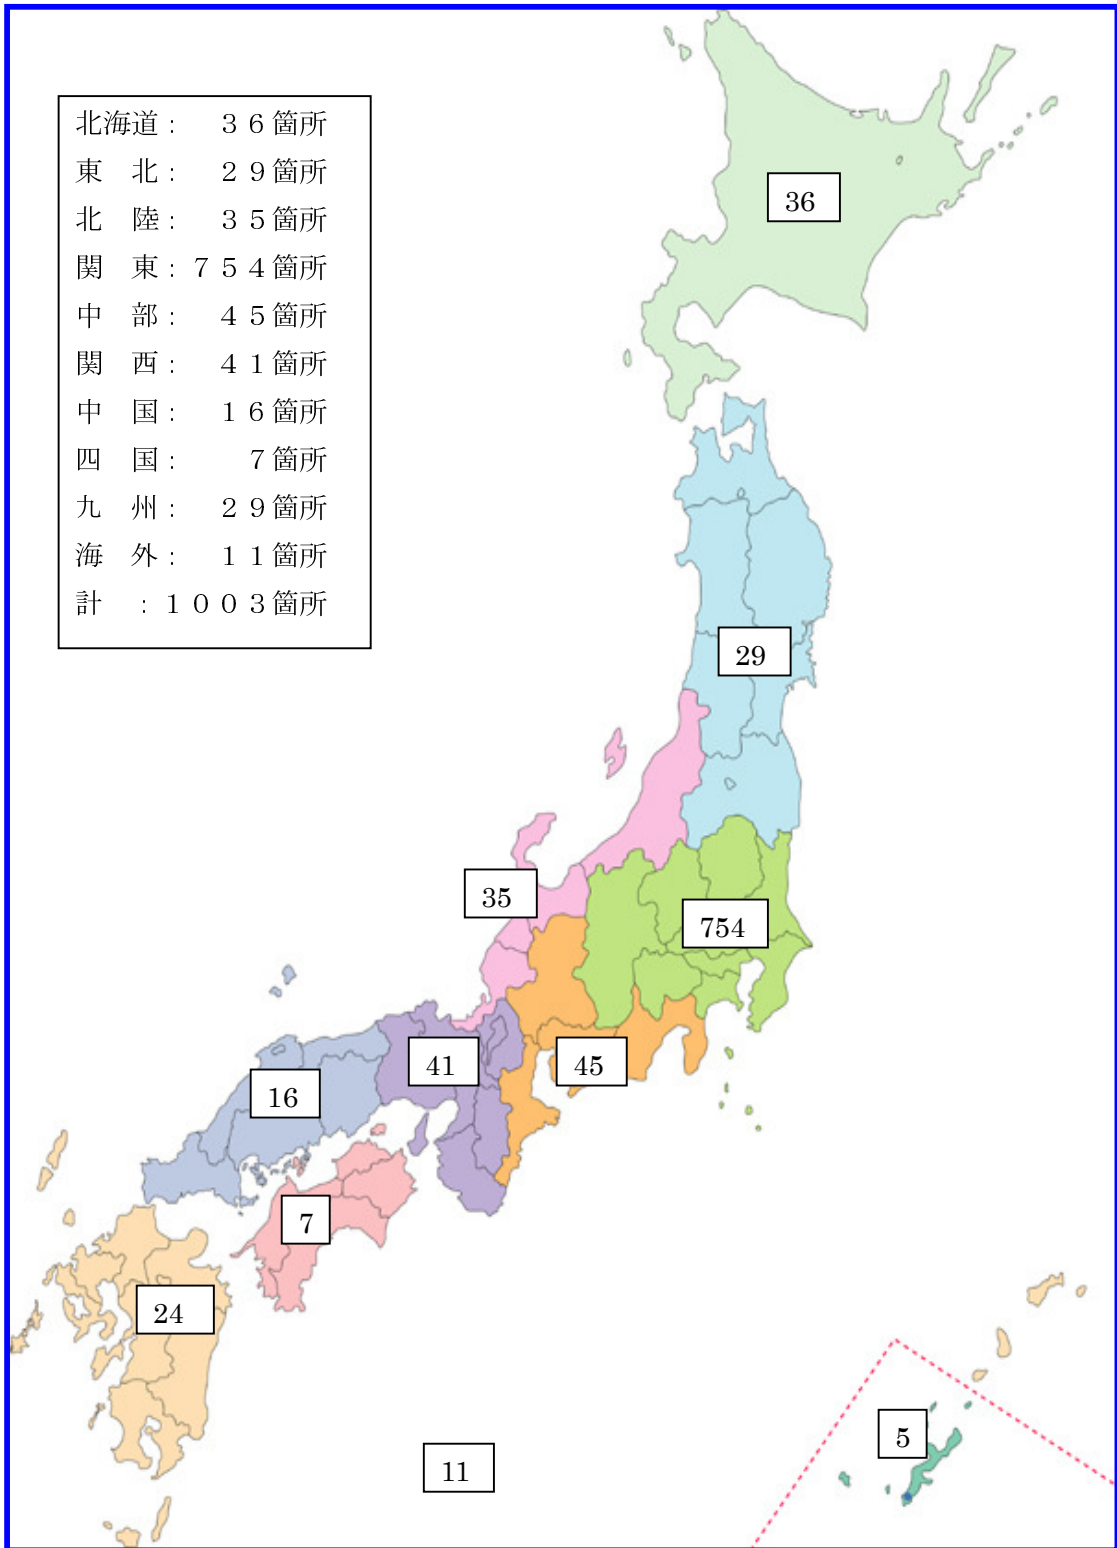 北海道：　３６箇所
東　北：　２９箇所
北　陸：　３５箇所
関　東：７５４箇所
中　部：　４５箇所
関　西：　４１箇所
中　国：　１６箇所
四　国：　　７箇所
九　州：　２９箇所
海　外：　１１箇所
計　：１００３箇所
36
29
35
754
41
45
16
7
24
5
11